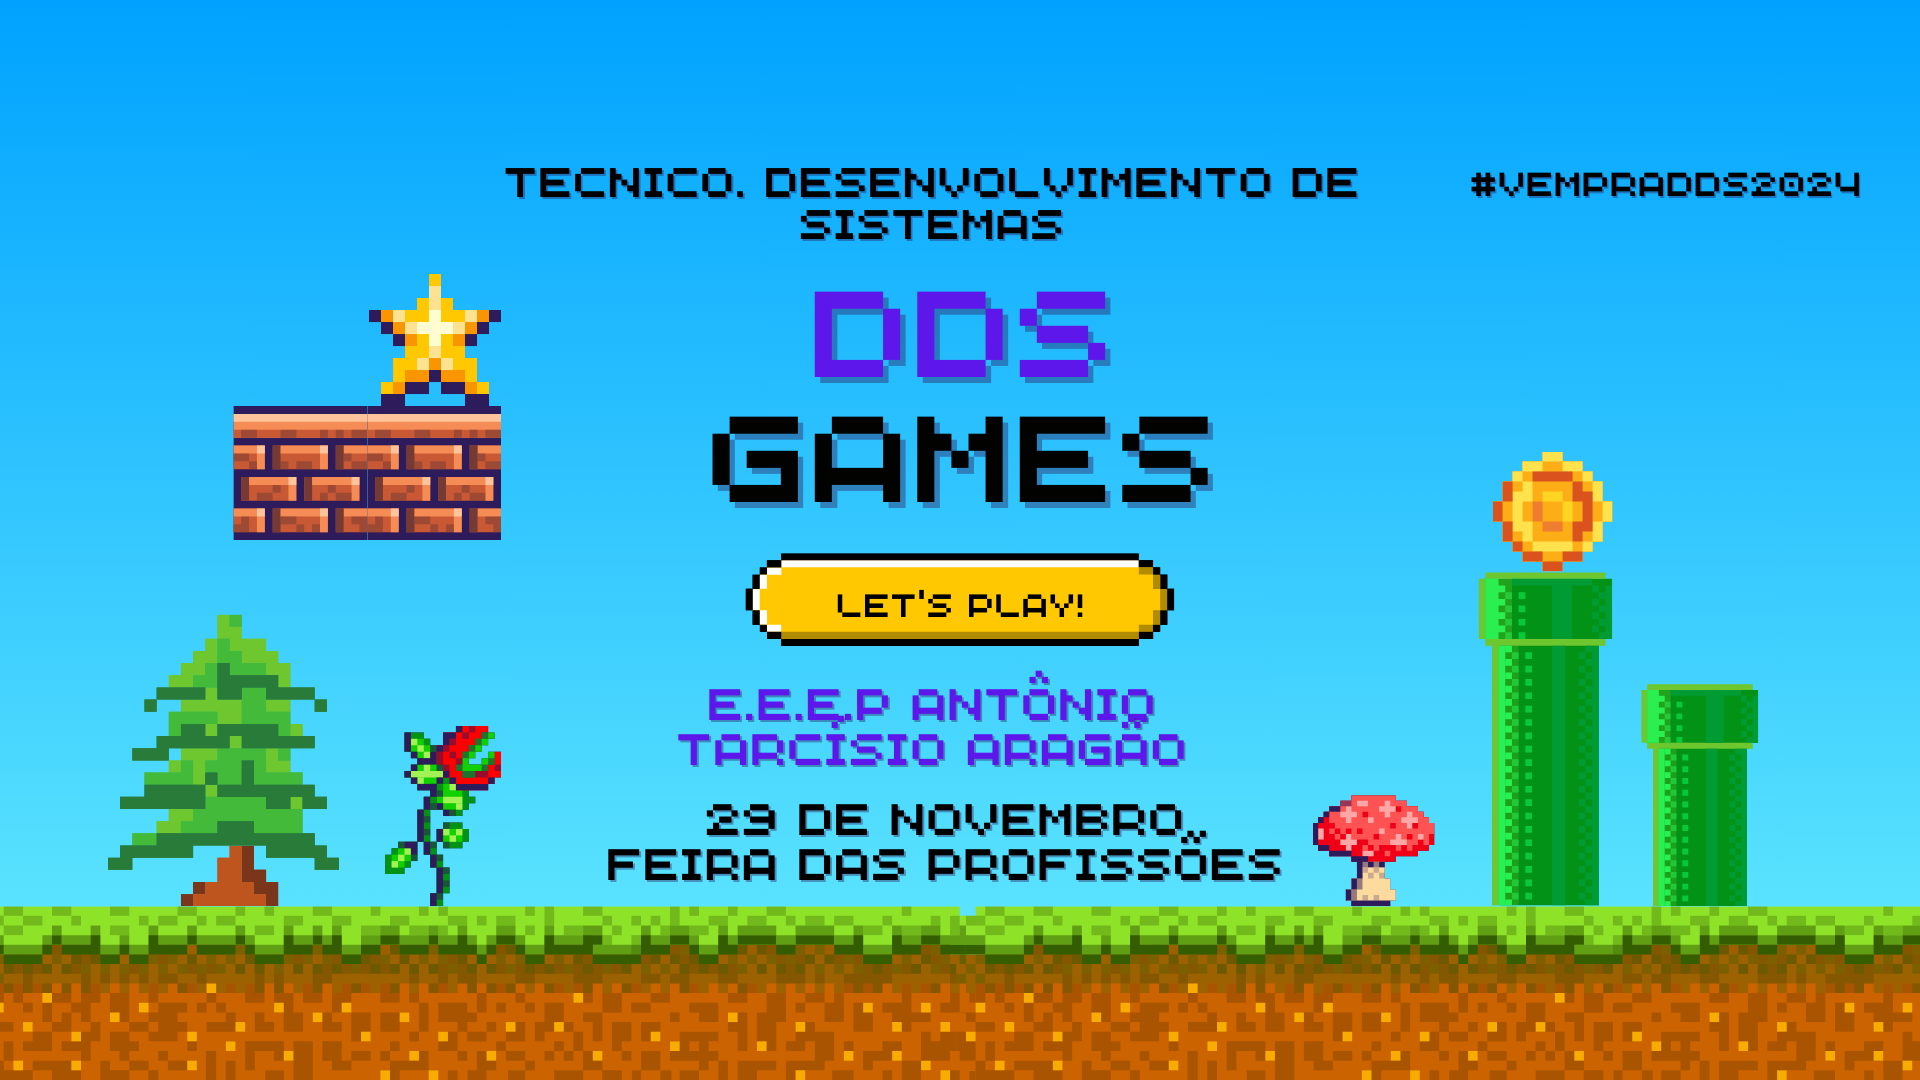 TECNICO. DESENVOLVIMENTO DE
SISTEMAS
#VEMPRADDS2024
DDS
GAMES
LET'S PLAY!
E.E.E.P ANTÔNIO
TARCÍSIO ARAGÃO
29 DE NOVEMBRO
FEIRA DAS PROFISSÕES